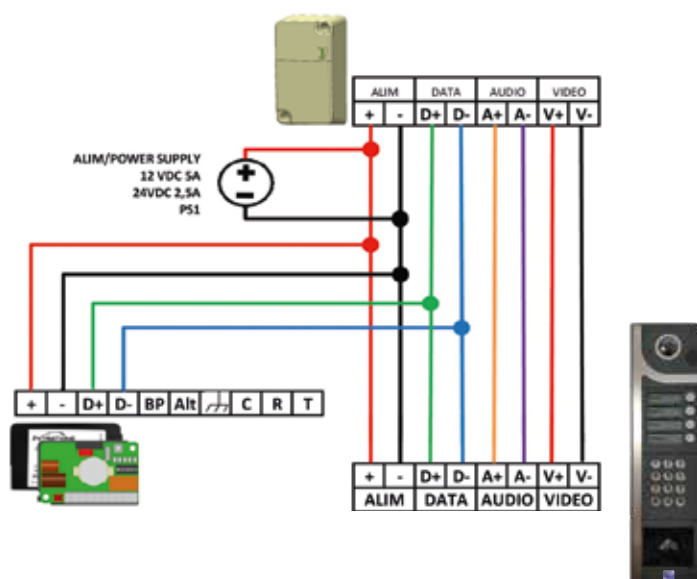 ALIM DATA AUDIO VIDEO
+ - D+ D- A+ A- V+ V-
ALIM/POWER SUPPLY
12 VDC 5A
24VDC 2,5A
PS1
+
-
+ - D+ D- BP Alt C R T
+ - D+ D- A+ A- V+ V-
ALIM DATA AUDIO VIDEO